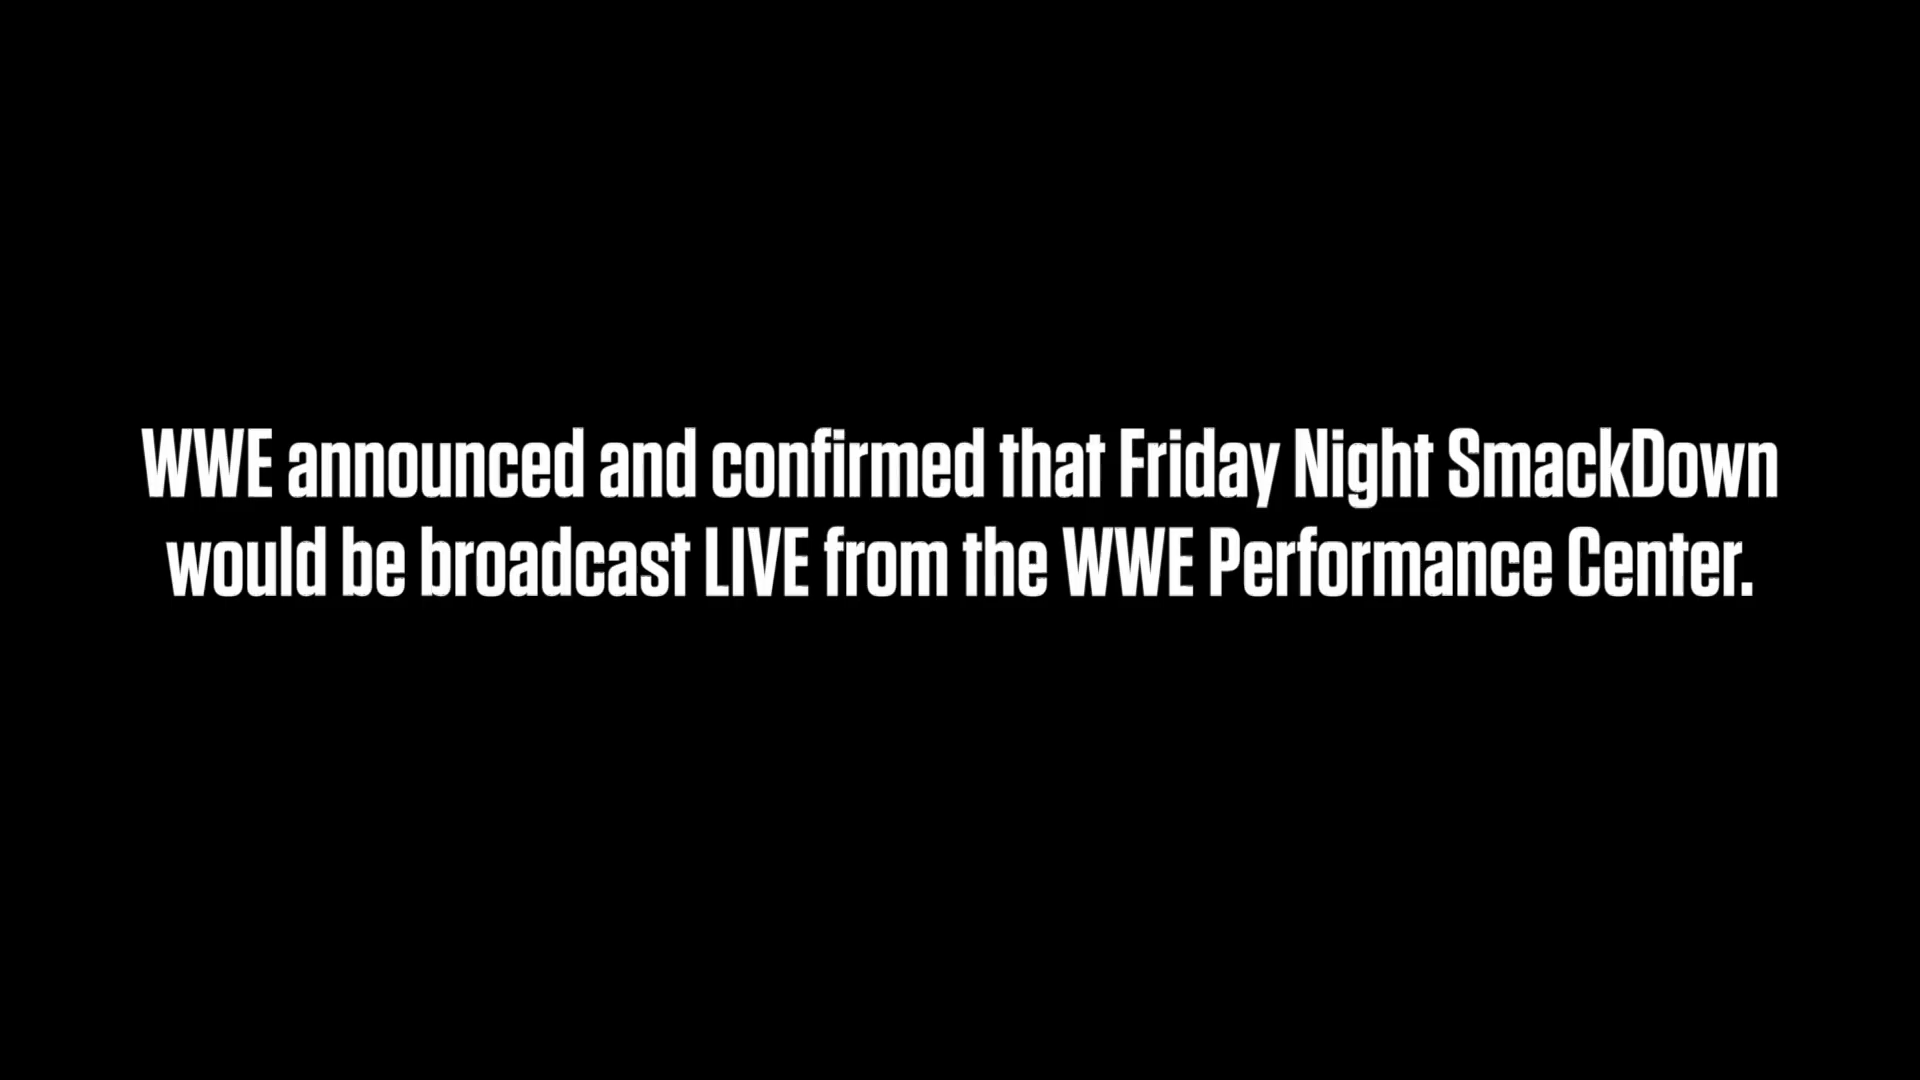 WWE announced and confirmed that Friday Night SmackDown
would be broadcast LIVE from the WWE Performance Center.